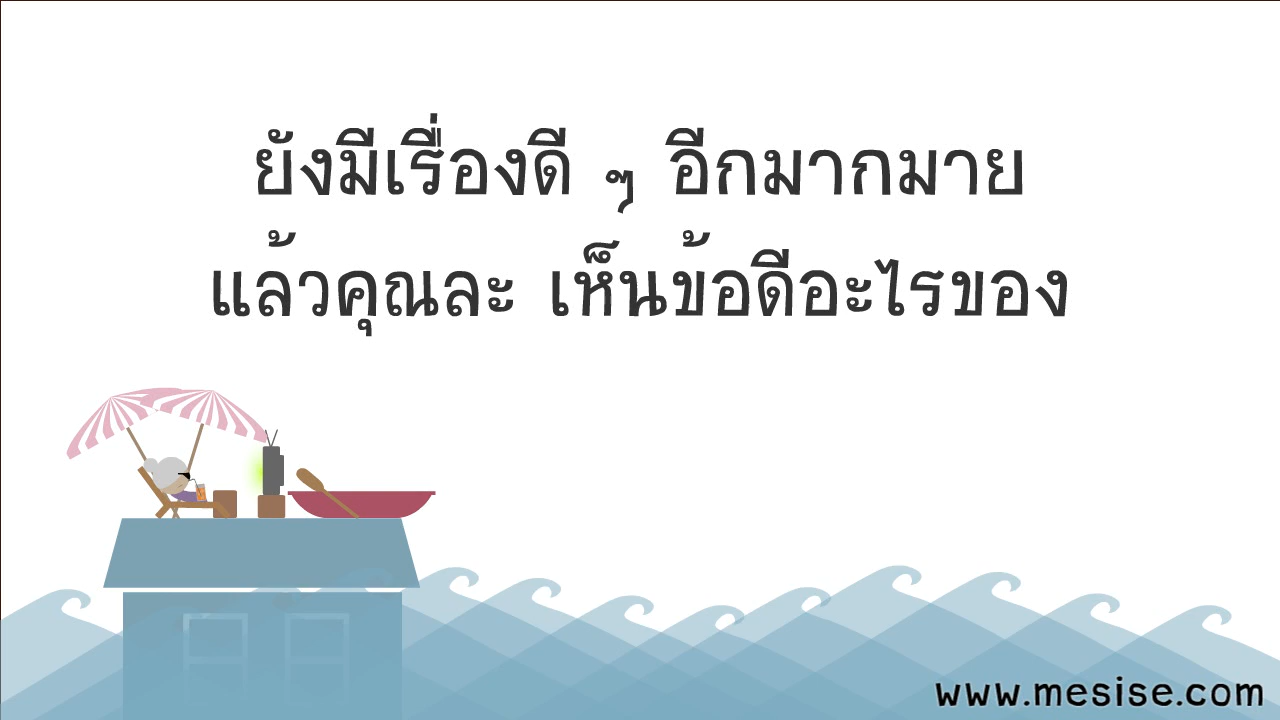 ยังมีเรื่องดี ๆ อีกมากมาย
แล้วคุณละ เห็นข้อดีอะไรของ
www.mesise.com